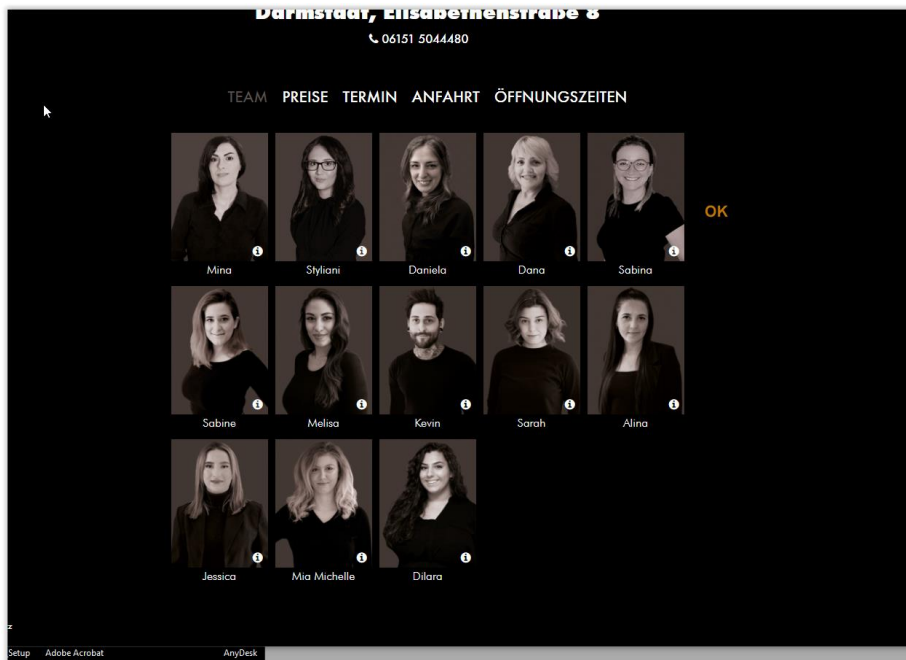 Darmstadt, Elisabethenstraße 8
06151 5044480
TEAM PREISE TERMIN ANFAHRT ÖFFNUNGSZEITEN
OK
Mina Styliani Daniela Dana Sabina
Sabine Melisa Kevin Sarah Alina
Jessica Mia Michelle Dilara
z
Setup Adobe Acrobat AnyDesk